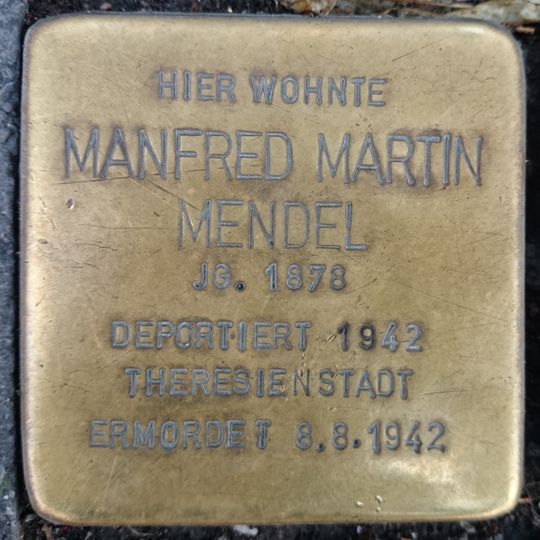 HIER WOHNTE
MANFRED MARTIN
MENDEL
JG. 1878
DEPORTIERT 1942
THERESIENSTADT
ERMORDET 8.8.1942